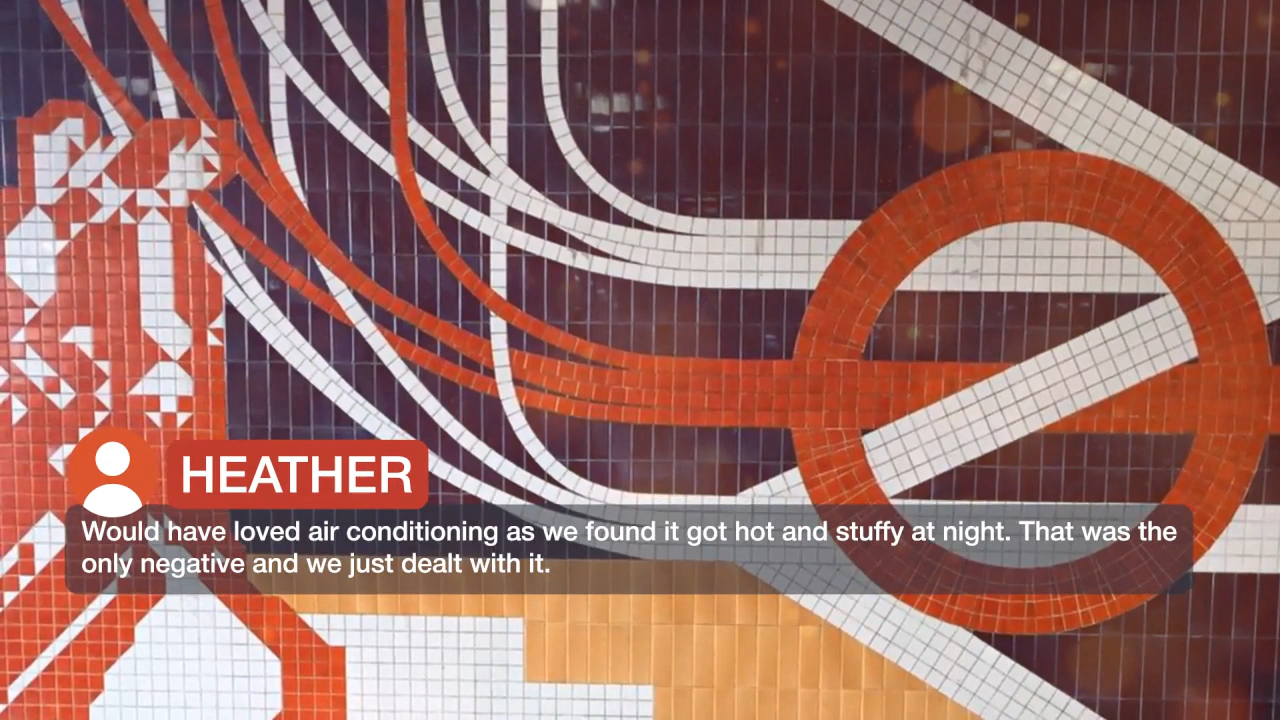 HEATHER
Would have loved air conditioning as we found it got hot and stuffy at night. That was the
only negative and we just dealt with it.